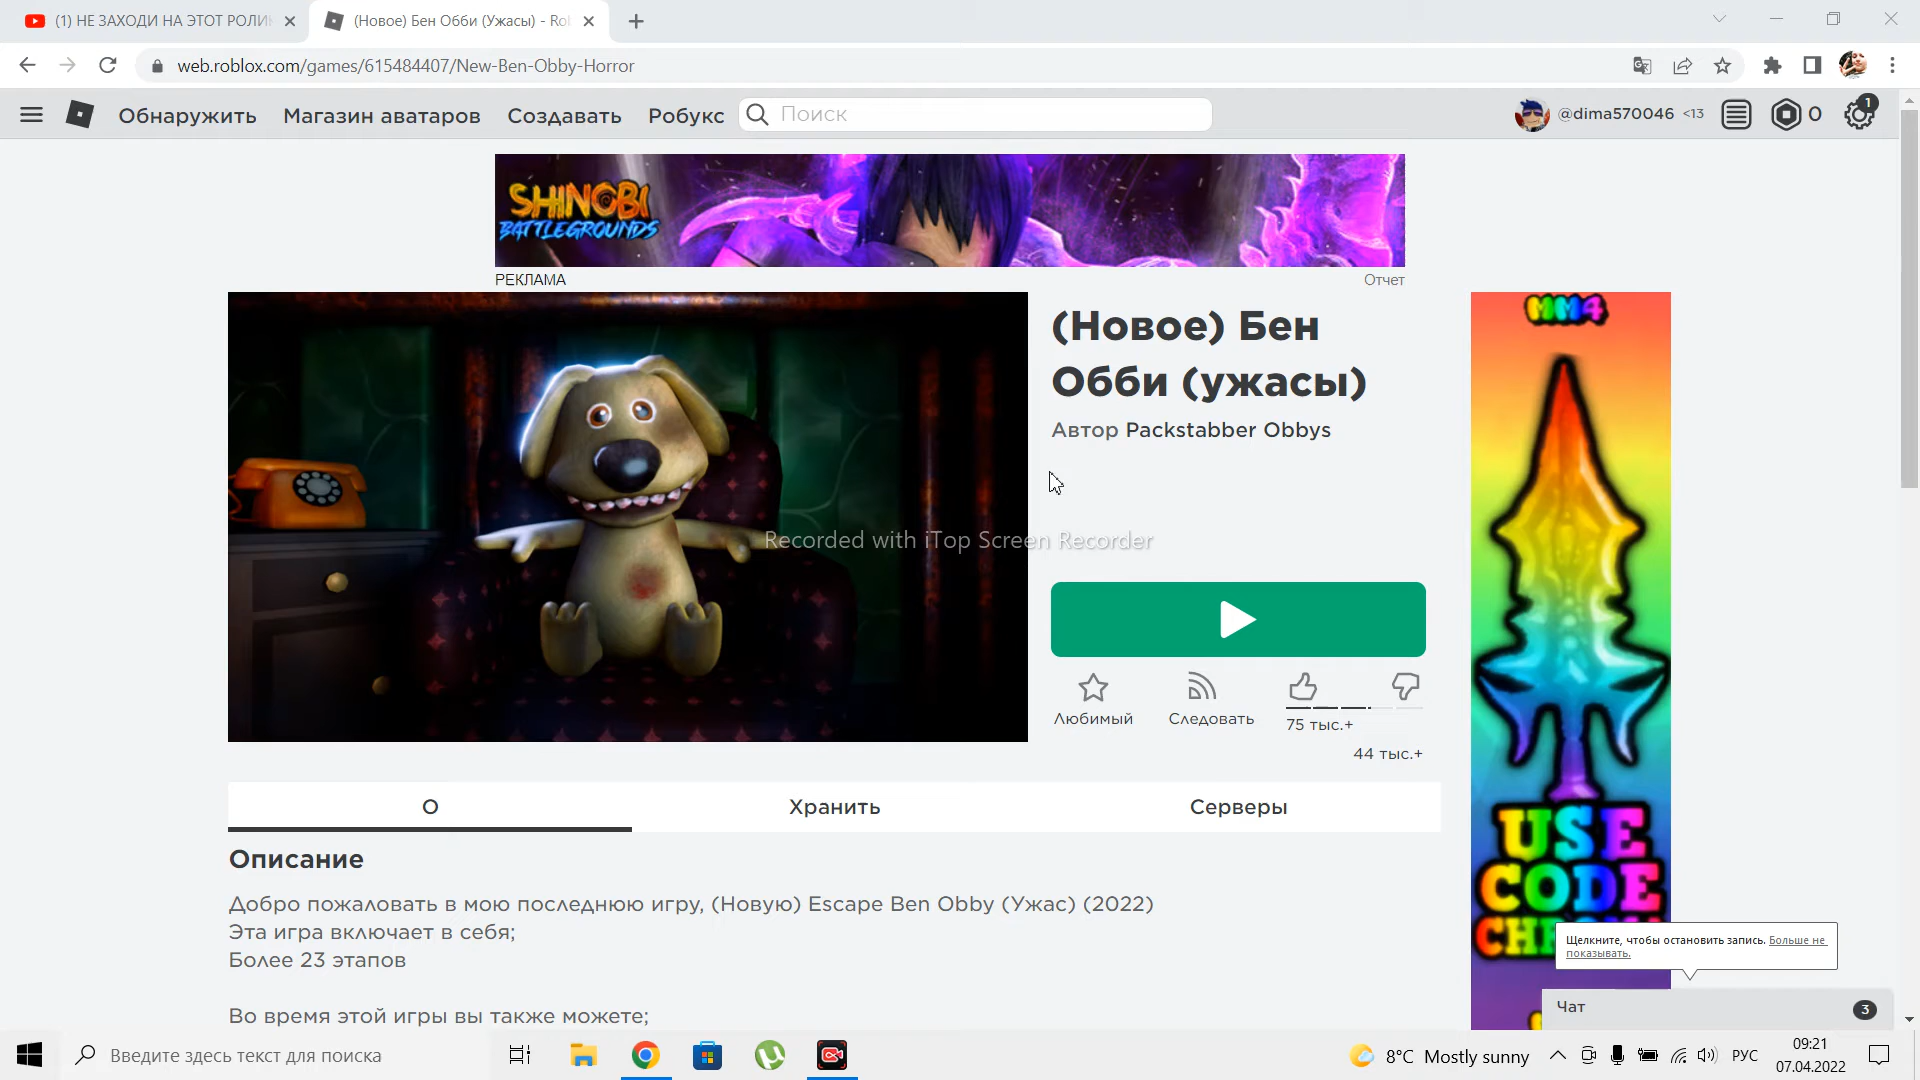 (1) НЕ ЗАХОДИ НА ЭТОТ РОЛИК
(Новое) Бен Обби (Ужасы) - Rol
web.roblox.com/games/615484407/New-Ben-Obby-Horror
Обнаружить Магазин аватаров Создавать Робукс Поиск @dima570046 <13 0 1
SHINOBI
BATTLEGROUNDS
РЕКЛАМА Отчет
MM4
(Новое) Бен
Обби (ужасы)
Автор Packstabber Obbys
Recorded with iTop Screen Recorder
Любимый Следовать 75 тыс.+
44 тыс.+
О Хранить Серверы
USE
CODE
Описание
Добро пожаловать в мою последнюю игру, (Новую) Escape Ben Obby (Ужас) (2022)
Эта игра включает в себя;
Более 23 этапов
Во время этой игры вы также можете;
Щелкните, чтобы остановить запись. Больше не
показывать.
Чат 3
Введите здесь текст для поиска
8°C Mostly sunny РУС 09:21
07.04.2022